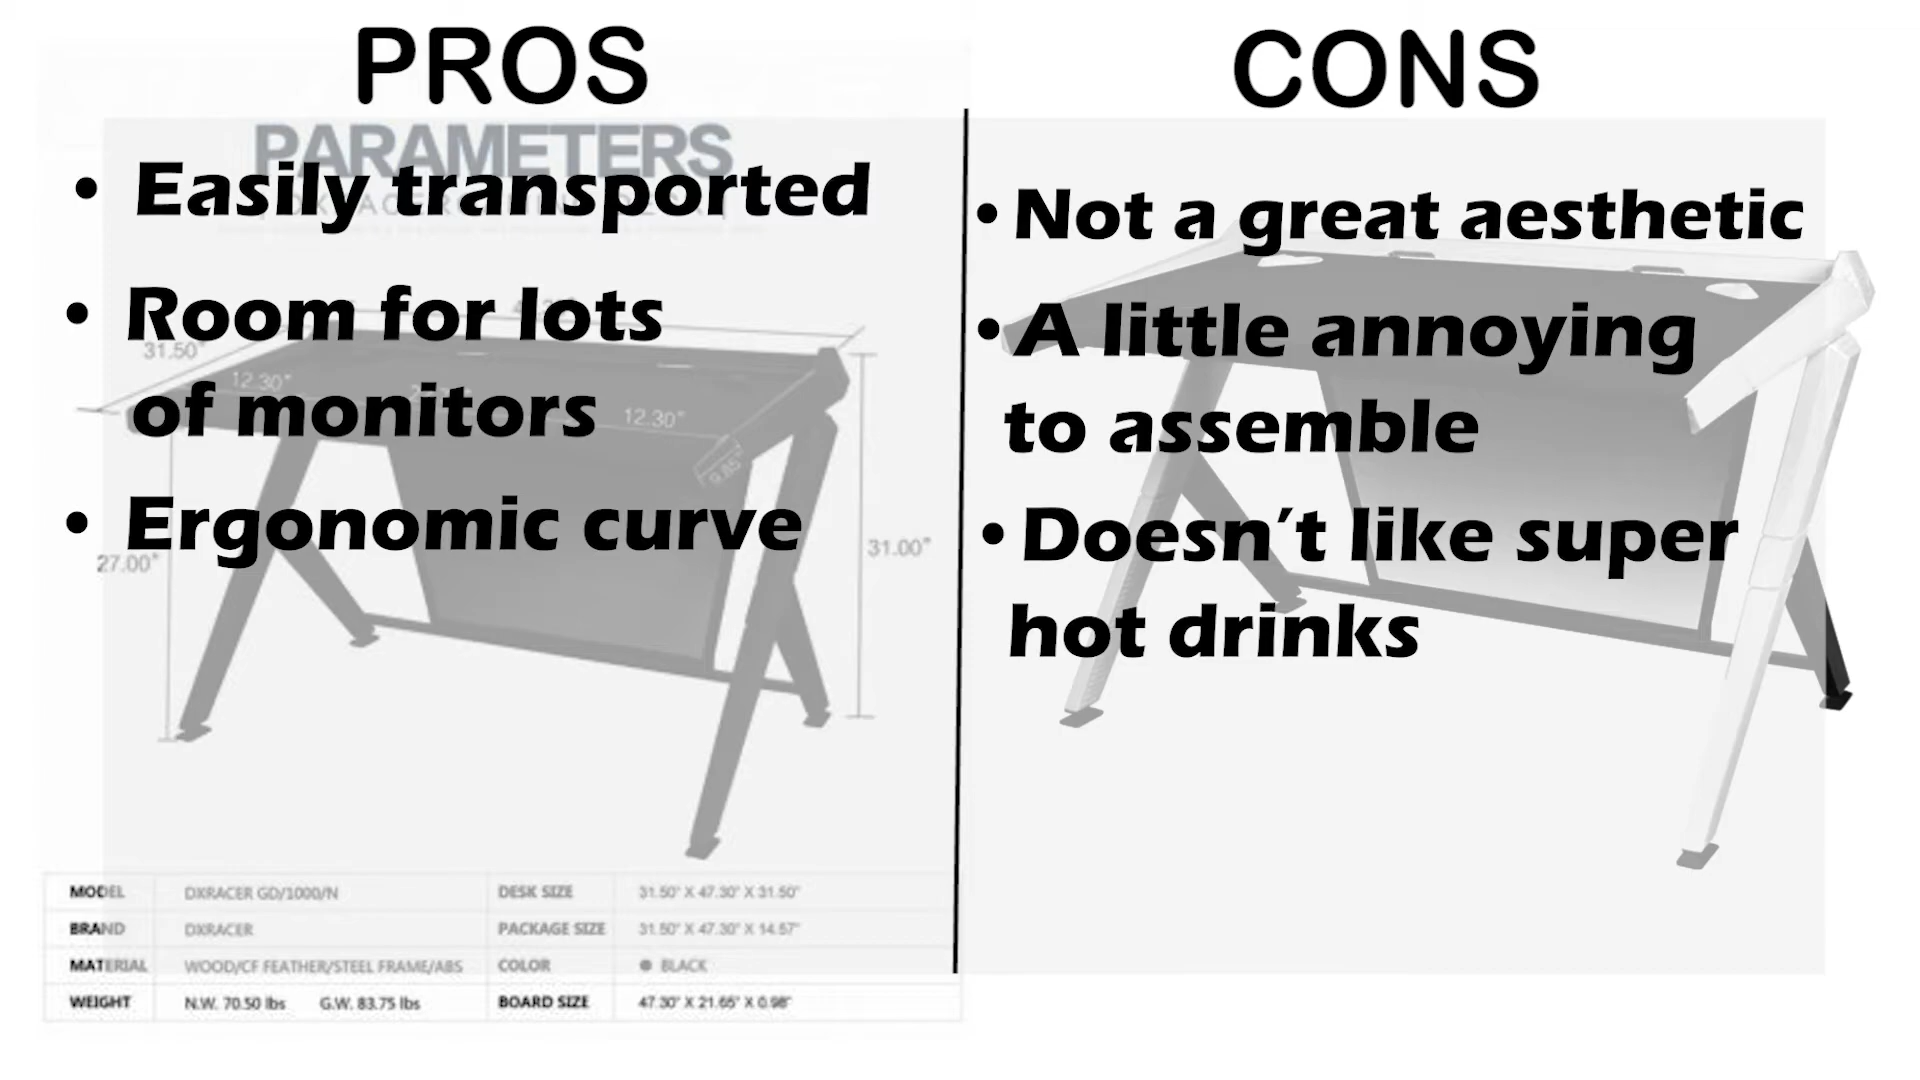 PROS
CONS
PARAMETERS
• Easily transported
• Room for lots
of monitors
• Ergonomic curve
• Not a great aesthetic
• A little annoying
to assemble
• Doesn't like super
hot drinks
31.50"
12.30"
12.30"
9.85"
27.00"
31.00"
MODEL DXRACER GD/1000/N DESK SIZE 31.50" X 47.30" X 31.50"
BRAND DXRACER PACKAGE SIZE 31.50" X 47.30" X 14.57"
MATERIAL WOOD/CF FEATHER/STEEL FRAME/ABS COLOR BLACK
WEIGHT N.W. 70.50 lbs G.W. 83.75 lbs BOARD SIZE 47.30" X 21.65" X 0.98"